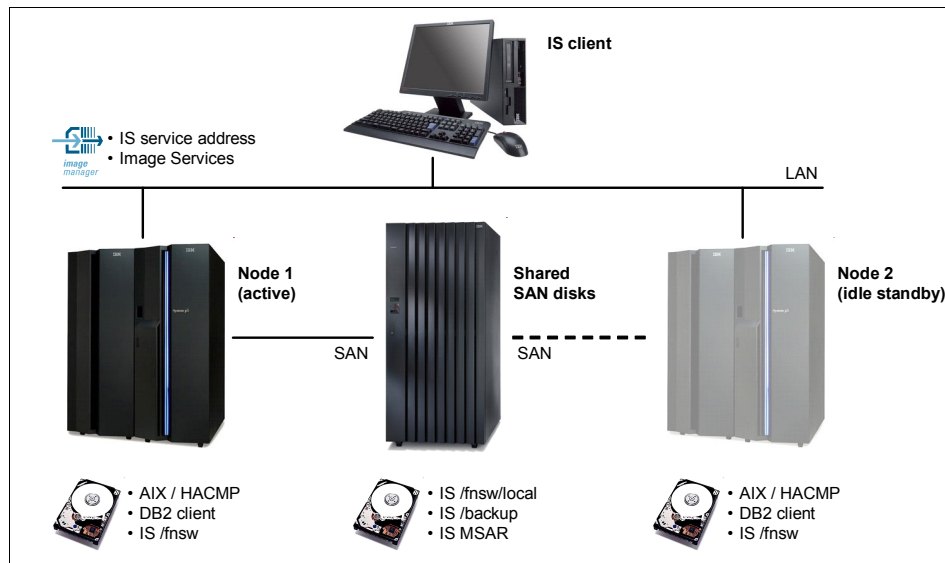 IS client
• IS service address
• Image Services
image
manager
LAN
Node 1
(active)
Shared
SAN disks
Node 2
(idle standby)
SAN
SAN
• AIX / HACMP
• DB2 client
• IS /fnsw
• IS /fnsw/local
• IS /backup
• IS MSAR
• AIX / HACMP
• DB2 client
• IS /fnsw